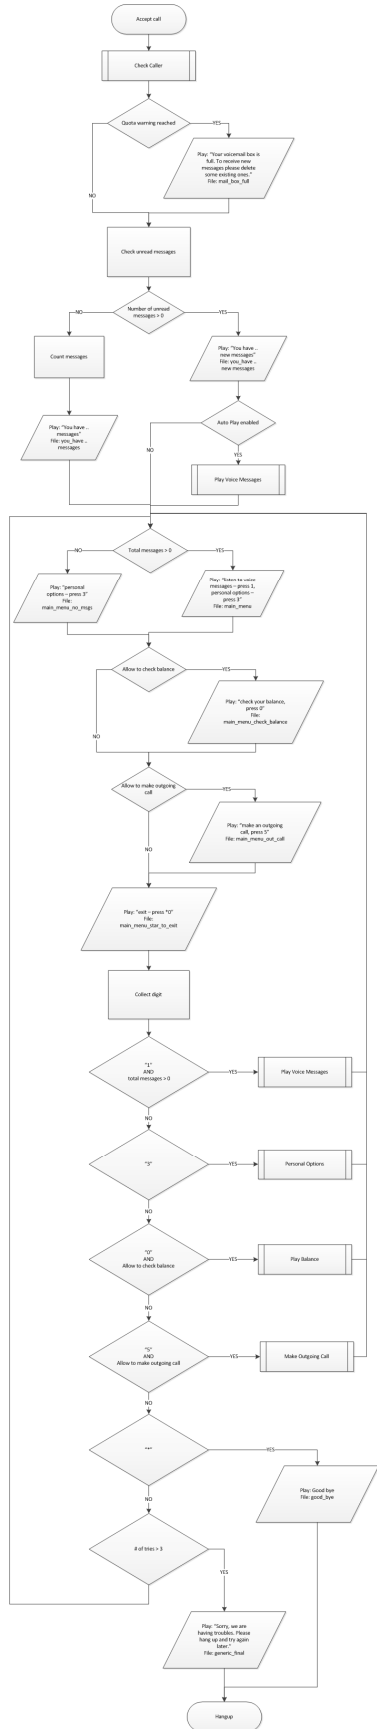 Accept call
Check Caller
Quota warning reached
YES
NO
Play: "Your voicemail box is
full. To receive new
messages please delete
some existing ones."
File: mail_box_full
Check unread messages
Number of unread
messages > 0
NO
YES
Count messages
Play: "You have ..
new messages"
File: you_have ..
new messages
Play: "You have ..
messages"
File: you_have ..
messages
Auto Play enabled
NO
YES
Play Voice Messages
Total messages > 0
NO
YES
Play: "personal
options – press 3"
File:
main_menu_no_msgs
Play: "listen to voice
messages – press 1,
personal options –
press 3"
File: main_menu
Allow to check balance
YES
NO
Play: "check your balance,
press 0"
File:
main_menu_check_balance
Allow to make outgoing
call
YES
NO
Play: "make an outgoing
call, press 5"
File: main_menu_out_call
Play: "exit – press *0"
File:
main_menu_star_to_exit
Collect digit
"1"
AND
total messages > 0
YES
Play Voice Messages
NO
"3"
YES
Personal Options
NO
"0"
AND
Allow to check balance
YES
Play Balance
NO
"5"
AND
Allow to make outgoing call
YES
Make Outgoing Call
NO
"*"
YES
NO
Play: Good bye
File: good_bye
# of tries > 3
YES
Play: "Sorry, we are
having troubles. Please
hang up and try again
later."
File: generic_final
Hangup